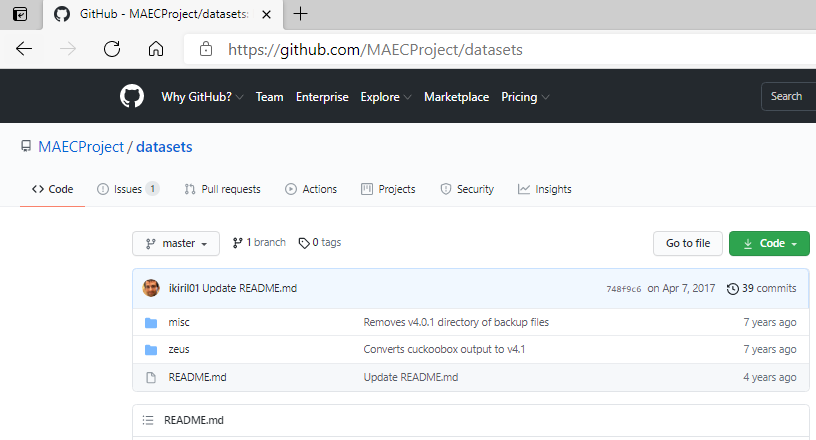 GitHub - MAECProject/datasets:
https://github.com/MAECProject/datasets
Why GitHub? Team Enterprise Explore Marketplace Pricing Search
MAECProject / datasets
Code Issues 1 Pull requests Actions Projects Security Insights
master 1 branch 0 tags Go to file Code
ikiril01 Update README.md 748f9c6 on Apr 7, 2017 39 commits
misc Removes v4.0.1 directory of backup files 7 years ago
zeus Converts cuckoobox output to v4.1 7 years ago
README.md Update README.md 4 years ago
README.md